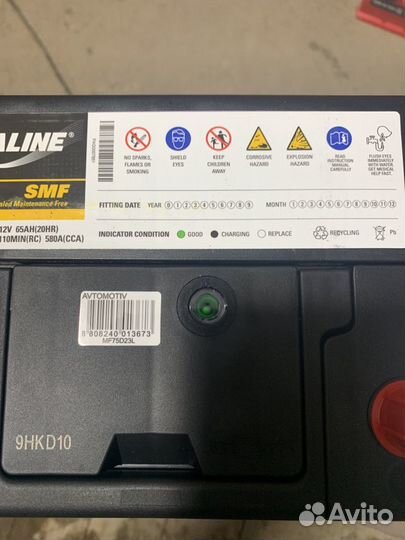 ALINE®
SMF
aled Maintenance Free
12V 65AH(20HR)
110MIN(RC) 580A(CCA)
NO SPARKS, FLAMES OR SMOKING
SHIELD EYES
KEEP CHILDREN AWAY
CORROSIVE HAZARD
EXPLOSION HAZARD
READ INSTRUCTION MANUAL CAREFULLY
FLUSH EYES IMMEDIATELY WITH WATER, GET MEDICAL HELP FAST.
FITTING DATE YEAR 0 1 2 3 4 5 6 7 8 9 MONTH 1 2 3 4 5 6 7 8 9 10 11 12
INDICATOR CONDITION GOOD CHARGING REPLACE RECYCLING Pb
AVTOMOTIV
8 808240 013673
MF75D23L
9HKD10
Avito